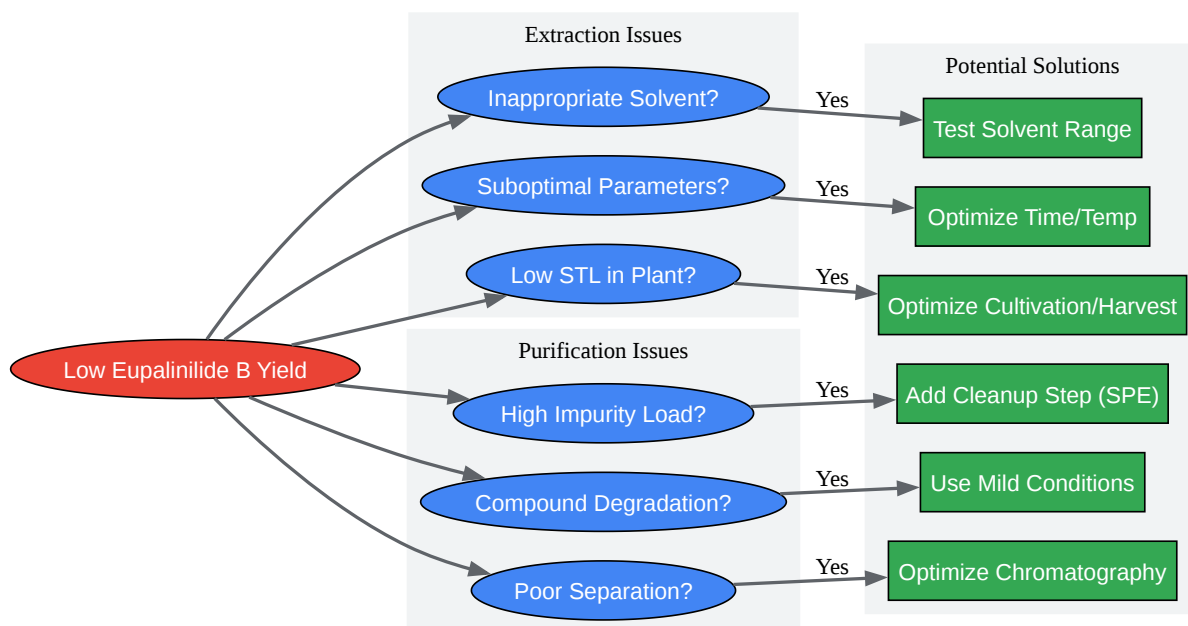 Extraction Issues
Potential Solutions
Inappropriate Solvent?
Yes
Test Solvent Range
Suboptimal Parameters?
Yes
Optimize Time/Temp
Low STL in Plant?
Yes
Optimize Cultivation/Harvest
Low Eupalinilide B Yield
Purification Issues
High Impurity Load?
Yes
Add Cleanup Step (SPE)
Compound Degradation?
Yes
Use Mild Conditions
Poor Separation?
Yes
Optimize Chromatography